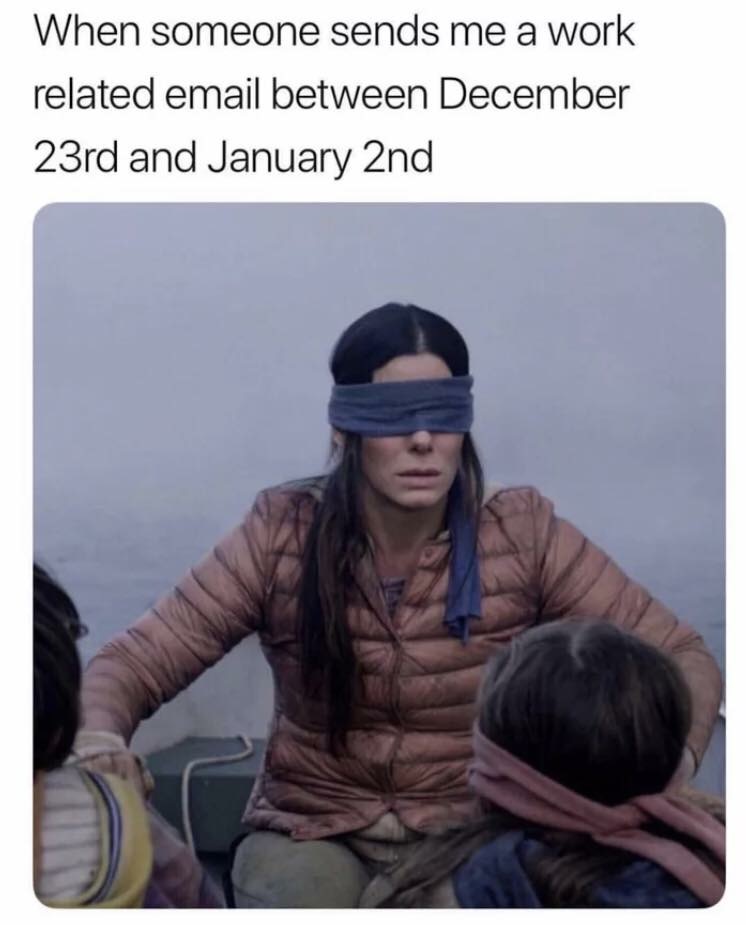 When someone sends me a work
related email between December
23rd and January 2nd